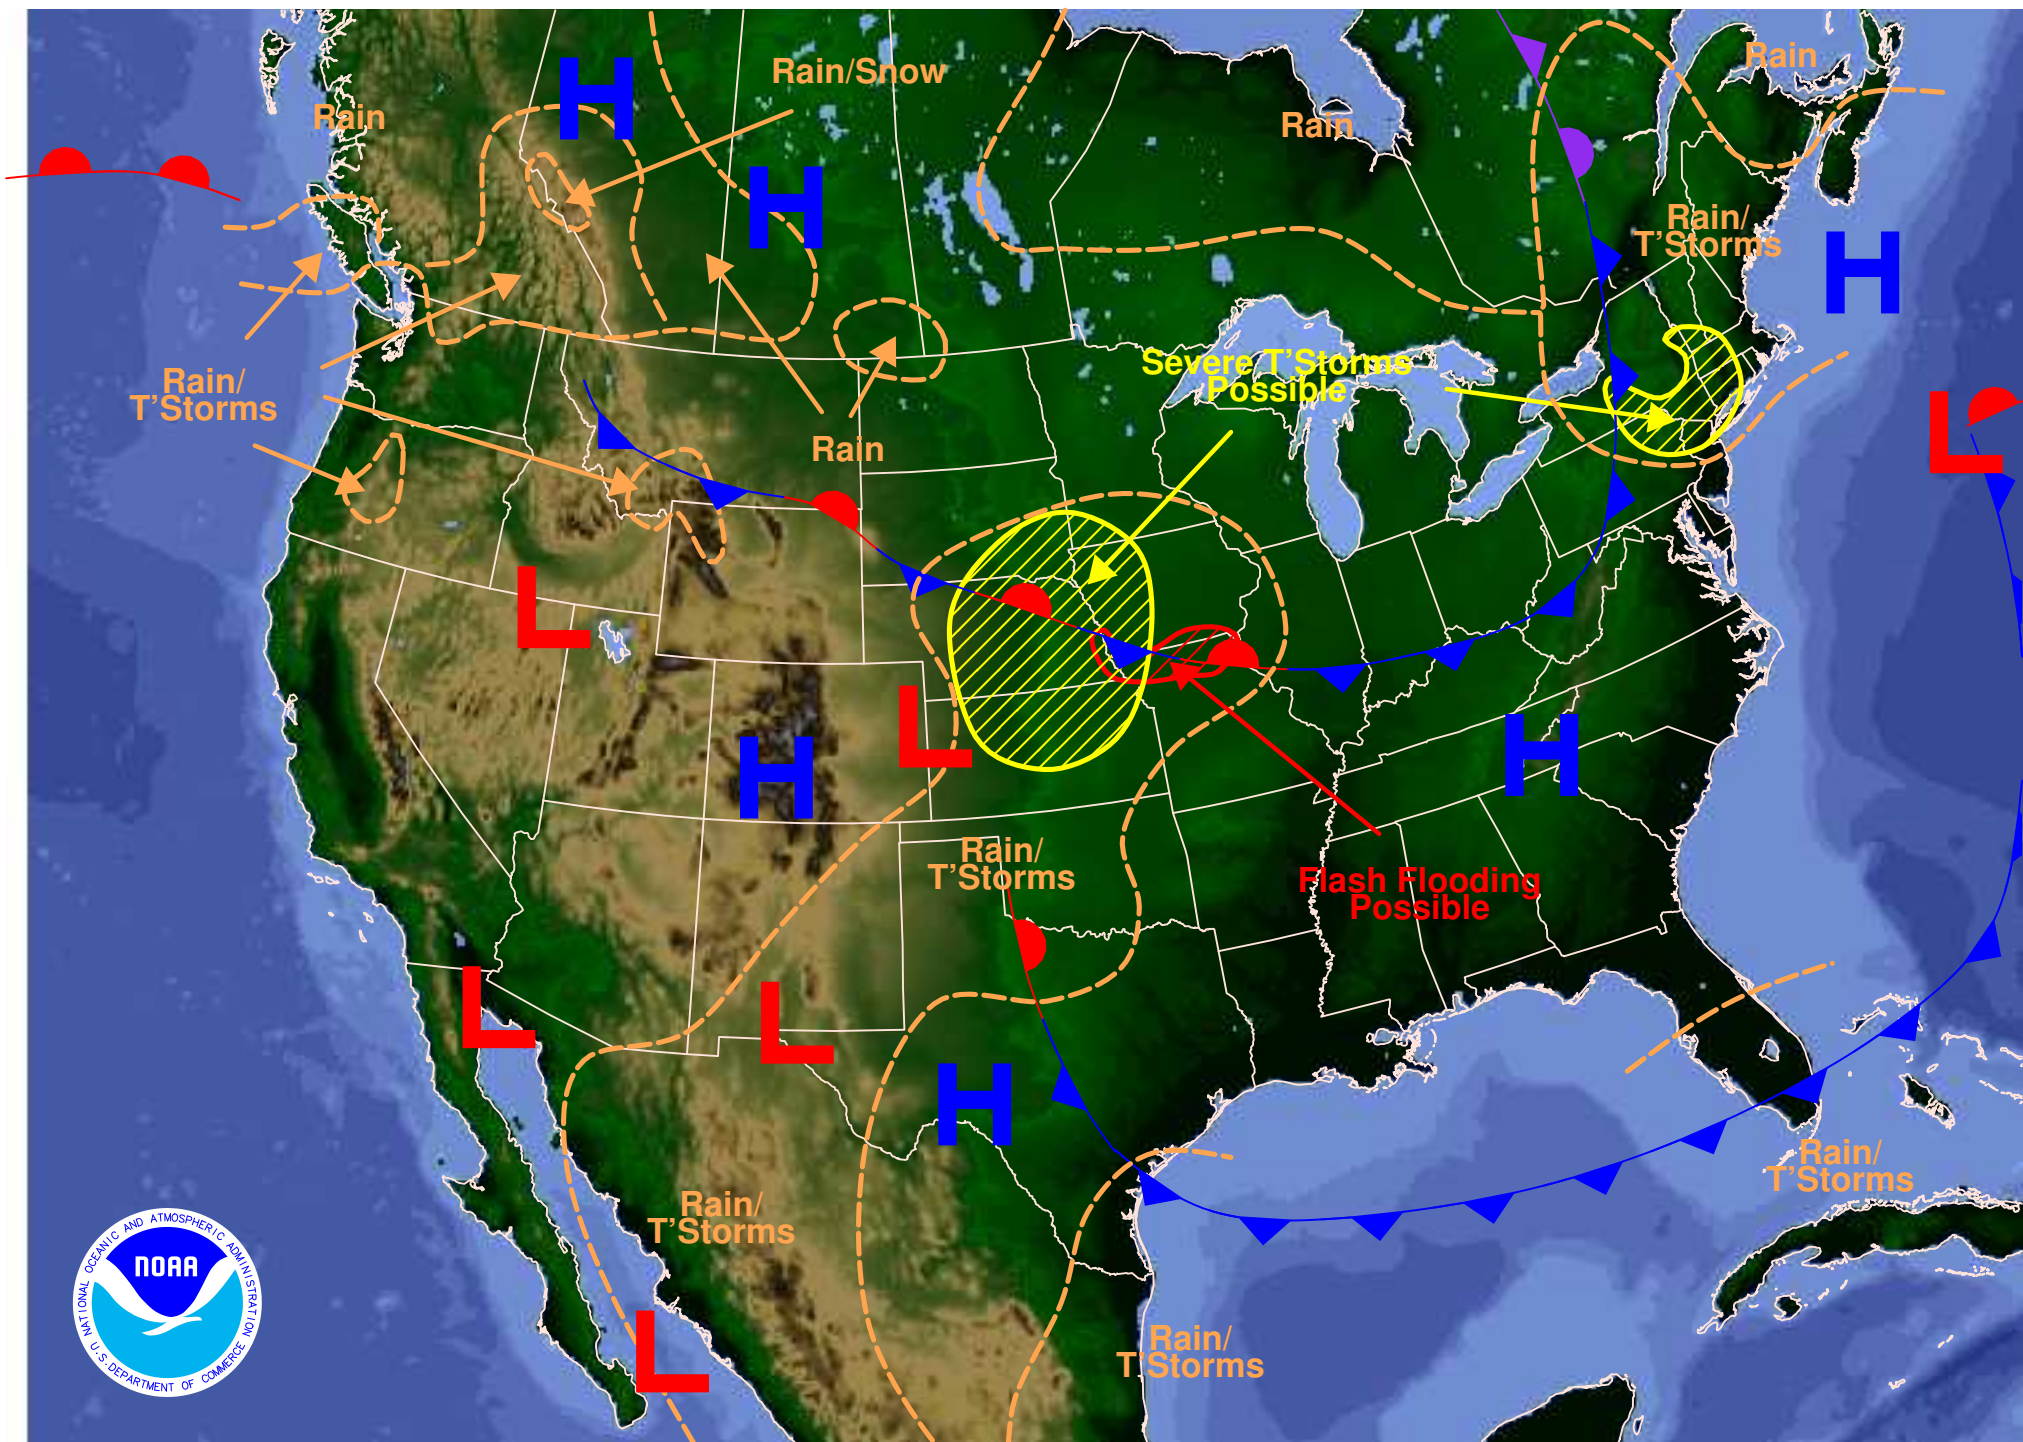 Rain/Snow
Rain
Rain
Rain
Rain/
T'Storms
Severe T'Storms
Possible
Rain/
T'Storms
Rain
Rain/
T'Storms
Flash Flooding
Possible
Rain/
T'Storms
Rain/
T'Storms
Rain/
T'Storms
H
H
H
L
L
L
H
H
L
L
H
L
NATIONAL OCEANIC AND ATMOSPHERIC ADMINISTRATION
NOAA
U.S. DEPARTMENT OF COMMERCE